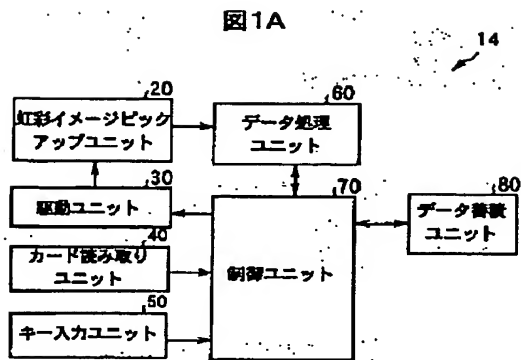 図1A
14
20
虹彩イメージピック
アップユニット
60
データ処理
ユニット
30
駆動ユニット
70
制御ユニット
80
データ蓄積
ユニット
40
カード読み取り
ユニット
50
キー入力ユニット